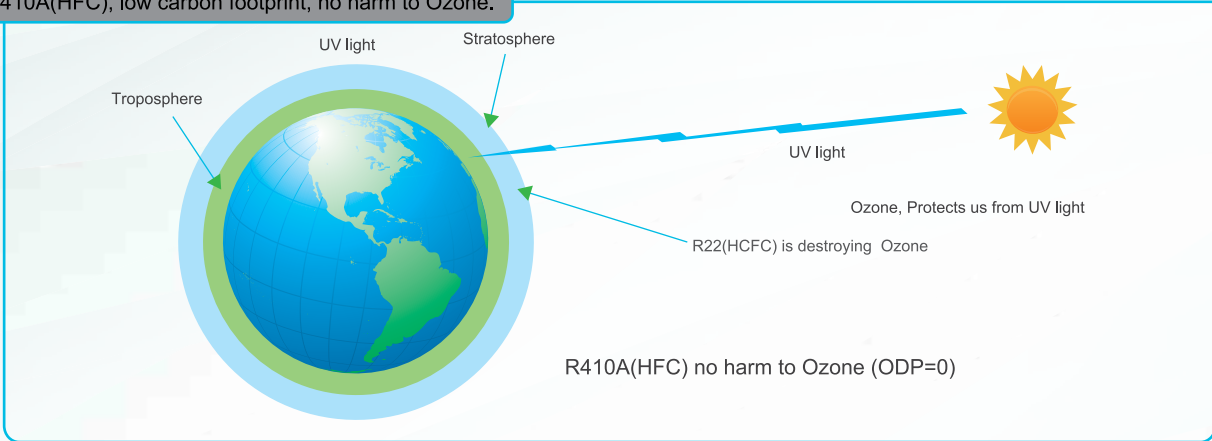 410A(HFC), low carbon footprint, no harm to Ozone.
UV light
Stratosphere
Troposphere
UV light
Ozone, Protects us from UV light
R22(HCFC) is destroying Ozone
R410A(HFC) no harm to Ozone (ODP=0)